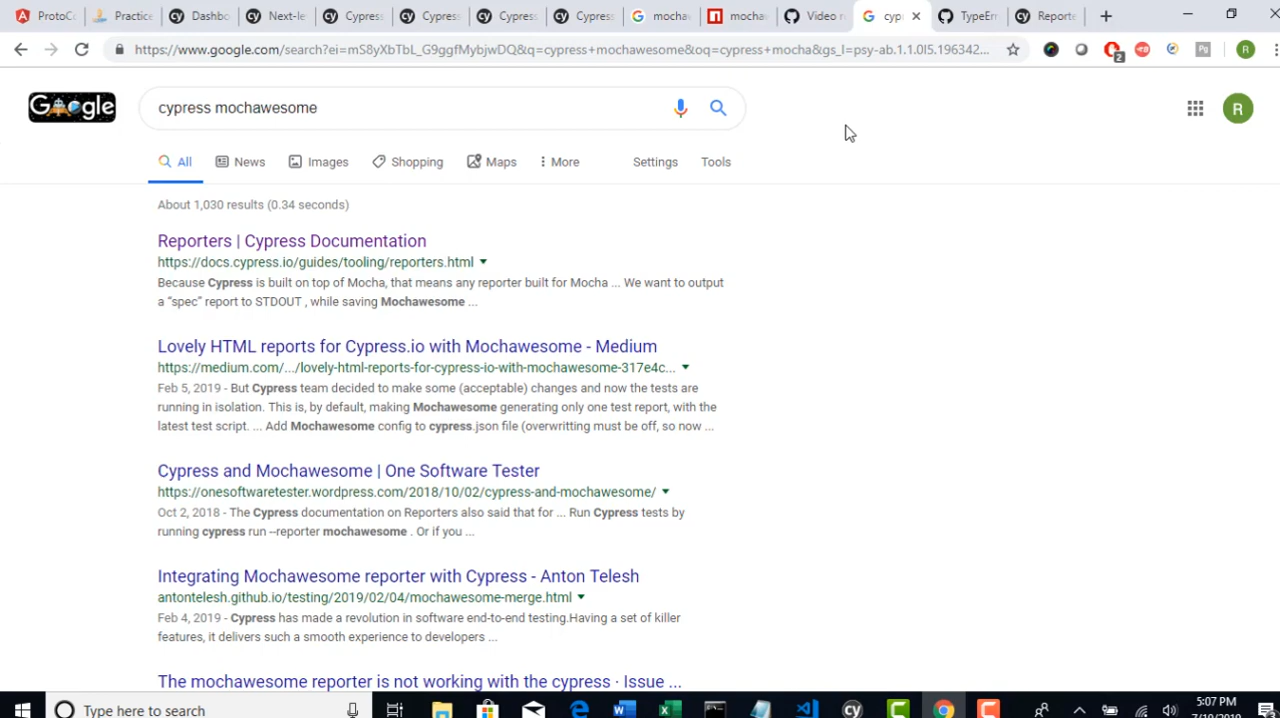 ProtoCo
Practice
Dashbo
Next-le
Cypres
Cypres
Cypres
Cypres
mochaw
mocha
Video r
cyp
TypeErr
Reporte
https://www.google.com/search?ei=mS8yXbTbL_G9ggfMybjwDQ&q=cypress+mochawesome&oq=cypress+mocha&gs_l=psy-ab.1.1.0l5.196342...
2
Pg
R
Google
cypress mochawesome
R
All
News
Images
Shopping
Maps
More
Settings
Tools
About 1,030 results (0.34 seconds)
Reporters | Cypress Documentation
https://docs.cypress.io/guides/tooling/reporters.html
Because Cypress is built on top of Mocha, that means any reporter built for Mocha ... We want to output
a “spec” report to STDOUT , while saving Mochawesome ...
Lovely HTML reports for Cypress.io with Mochawesome - Medium
https://medium.com/.../lovely-html-reports-for-cypress-io-with-mochawesome-317e4c...
Feb 5, 2019 - But Cypress team decided to make some (acceptable) changes and now the tests are
running in isolation. This is, by default, making Mochawesome generating only one test report, with the
latest test script. ... Add Mochawesome config to cypress.json file (overwritting must be off, so now ...
Cypress and Mochawesome | One Software Tester
https://onesoftwaretester.wordpress.com/2018/10/02/cypress-and-mochawesome/
Oct 2, 2018 - The Cypress documentation on Reporters also said that for ... Run Cypress tests by
running cypress run --reporter mochawesome . Or if you ...
Integrating Mochawesome reporter with Cypress - Anton Telesh
antontelesh.github.io/testing/2019/02/04/mochawesome-merge.html
Feb 4, 2019 - Cypress has made a revolution in software end-to-end testing.Having a set of killer
features, it delivers such a smooth experience to developers ...
The mochawesome reporter is not working with the cypress · Issue ...
Type here to search
5:07 PM